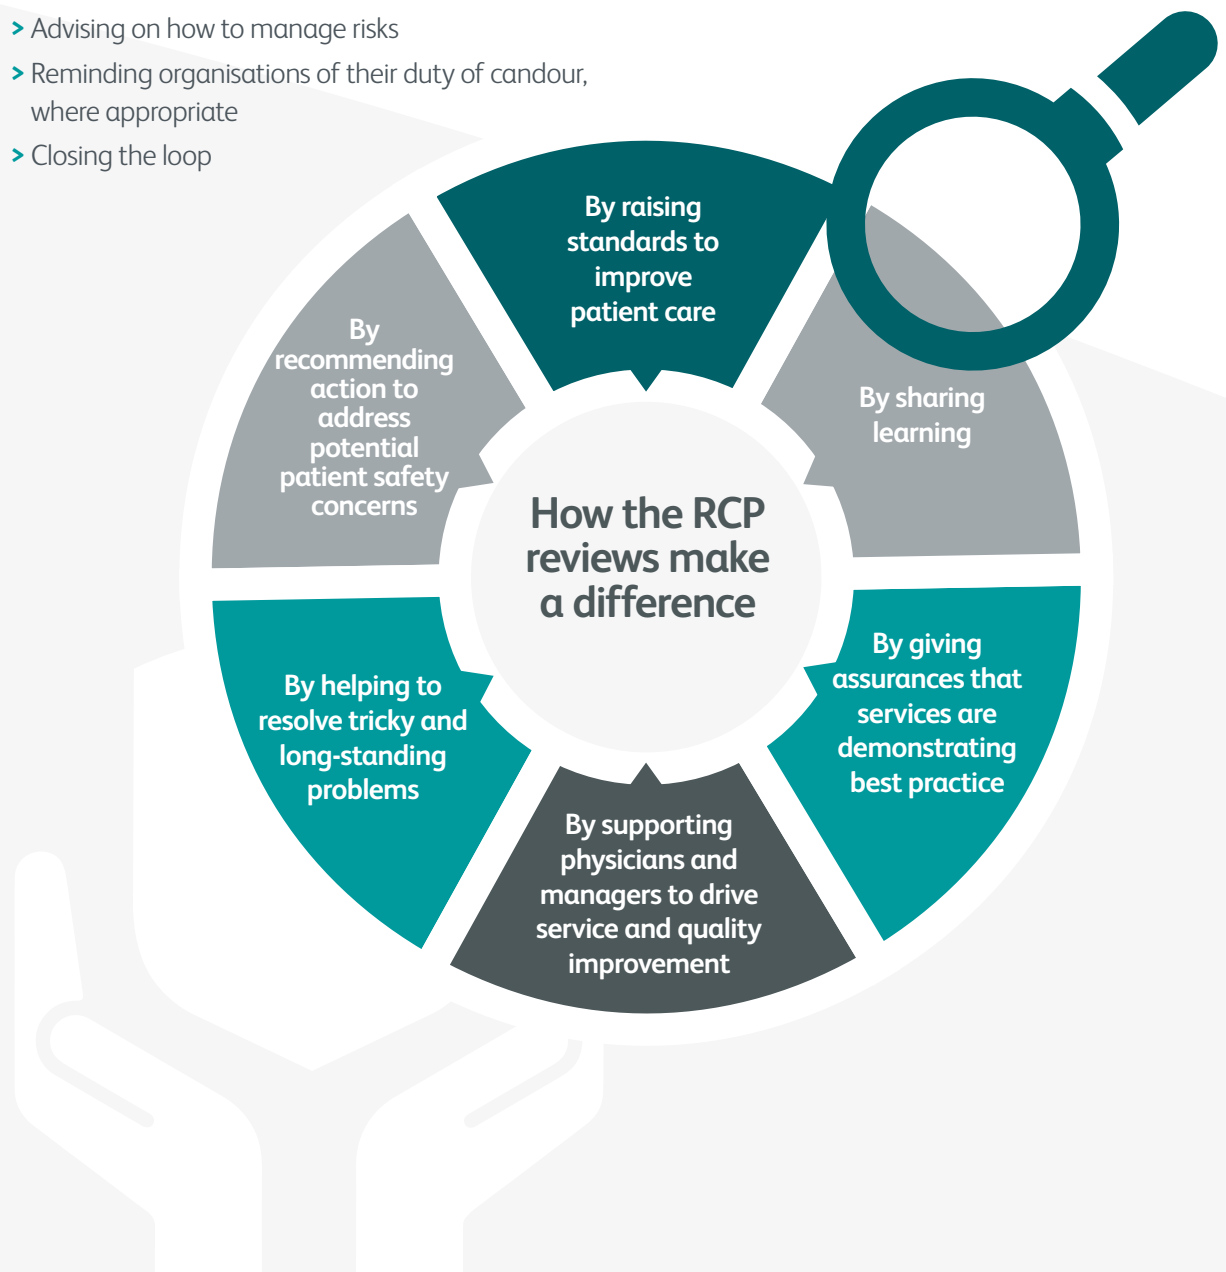 > Advising on how to manage risks
> Reminding organisations of their duty of candour,
where appropriate
> Closing the loop
By raising
standards to
improve
patient care
By sharing
learning
By giving
assurances that
services are
demonstrating
best practice
By supporting
physicians and
managers to drive
service and quality
improvement
By helping to
resolve tricky and
long-standing
problems
By
recommending
action to
address
potential
patient safety
concerns
How the RCP
reviews make
a difference